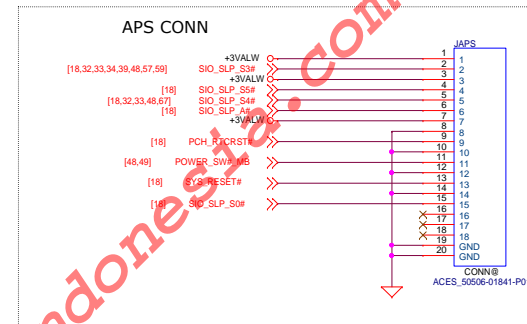 APS CONN
JAPS
+3VALW 1 1
[18,32,33,34,39,48,57,59] SIO_SLP_S3# 2 2
+3VALW 3 3
[18] SIO_SLP_S5# 4 4
[18,32,33,48,67] SIO_SLP_S4# 5 5
[18] SIO_SLP_A# 6 6
+3VALW 7 7
8 8
[18] PCH_RTCRST# 9 9
10 10
[48,49] POWER_SW#_MB 11 11
12 12
[18] SYS_RESET# 13 13
14 14
[18] SIO_SLP_S0# 15 15
16 16
17 17
18 18
19 GND
20 GND
CONN@
ACES_50506-01841-P01
ndonesia.com